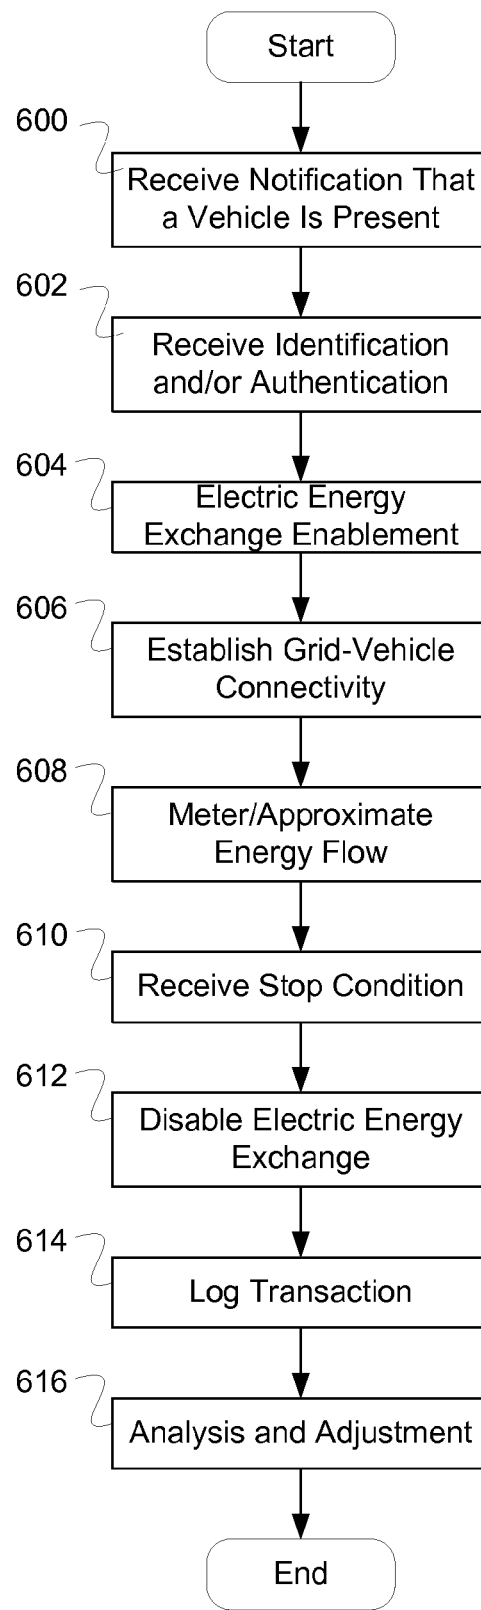 Start
600
Receive Notification That
a Vehicle Is Present
602
Receive Identification
and/or Authentication
604
Electric Energy
Exchange Enablement
606
Establish Grid-Vehicle
Connectivity
608
Meter/Approximate
Energy Flow
610
Receive Stop Condition
612
Disable Electric Energy
Exchange
614
Log Transaction
616
Analysis and Adjustment
End